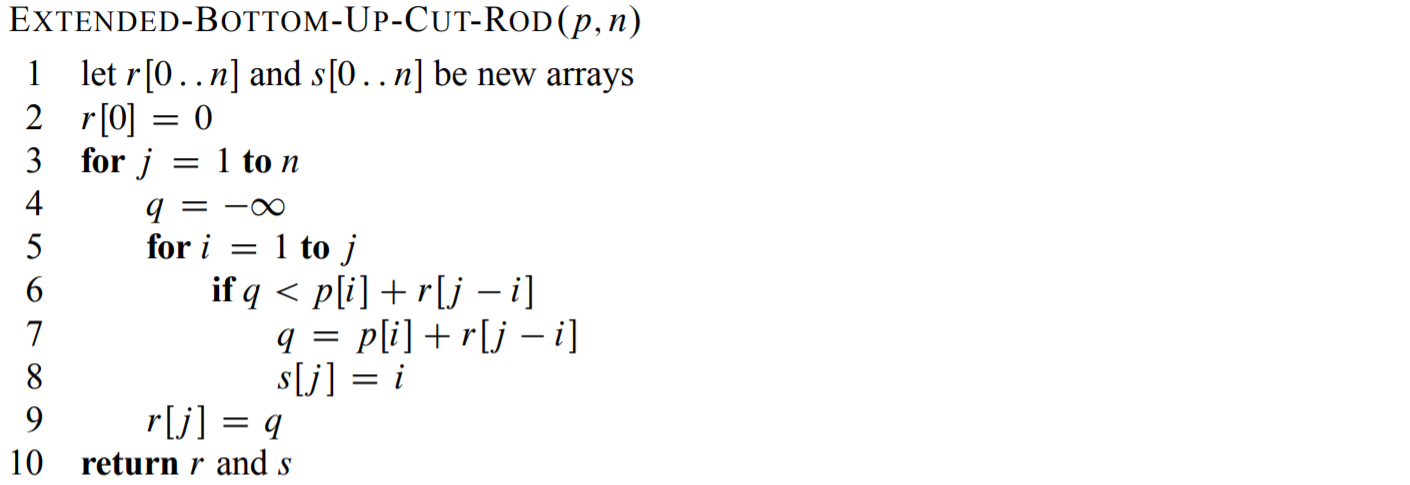 EXTENDED-BOTTOM-UP-CUT-ROD(p, n)
1 let r[0 . . n] and s[0 . . n] be new arrays
2 r[0] = 0
3 for j = 1 to n
4 q = −∞
5 for i = 1 to j
6 if q < p[i] + r[j − i]
7 q = p[i] + r[j − i]
8 s[j] = i
9 r[j] = q
10 return r and s